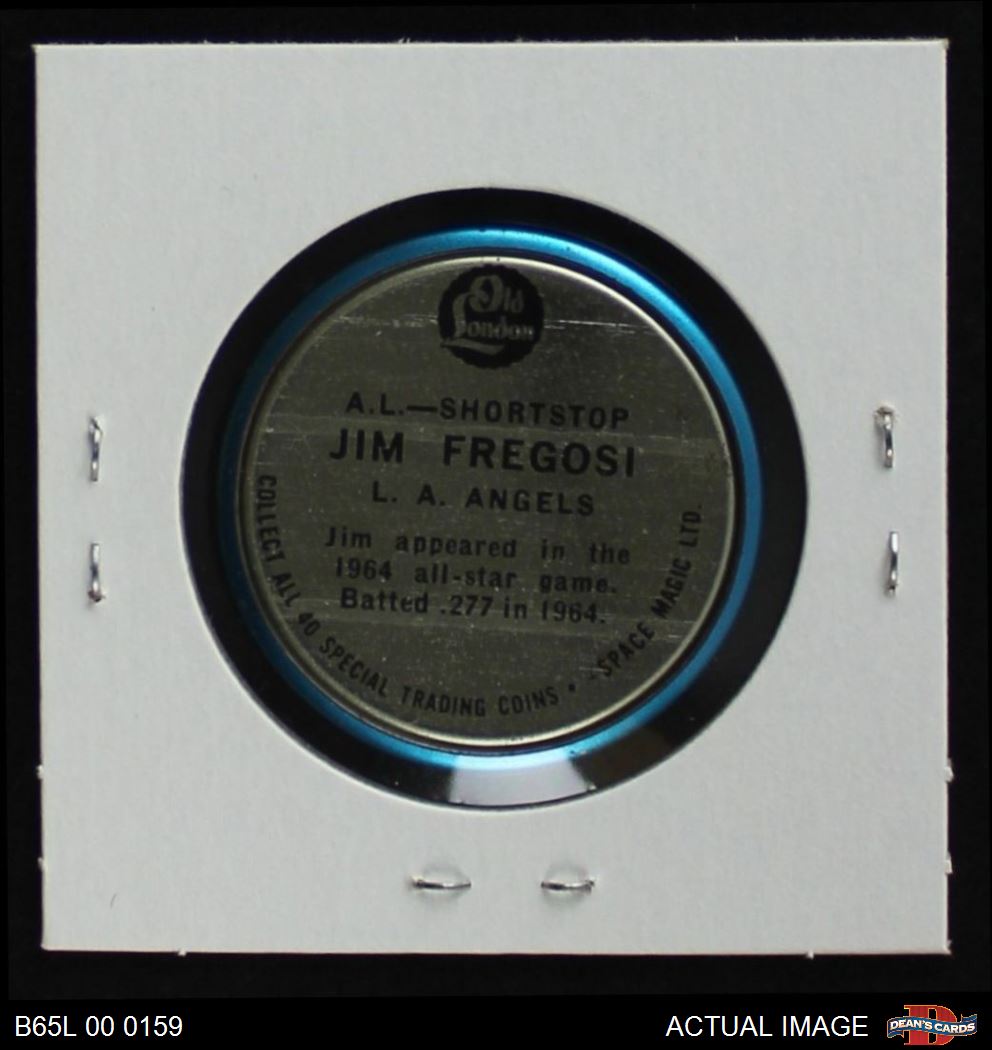 Old
London
A.L.—SHORTSTOP
JIM FREGOSI
L. A. ANGELS
Jim appeared in the
1964 all-star game.
Batted .277 in 1964.
COLLECT ALL 40 SPECIAL TRADING COINS • SPACE MAGIC LTD.
B65L 00 0159
ACTUAL IMAGE
D
DEAN'S CARDS